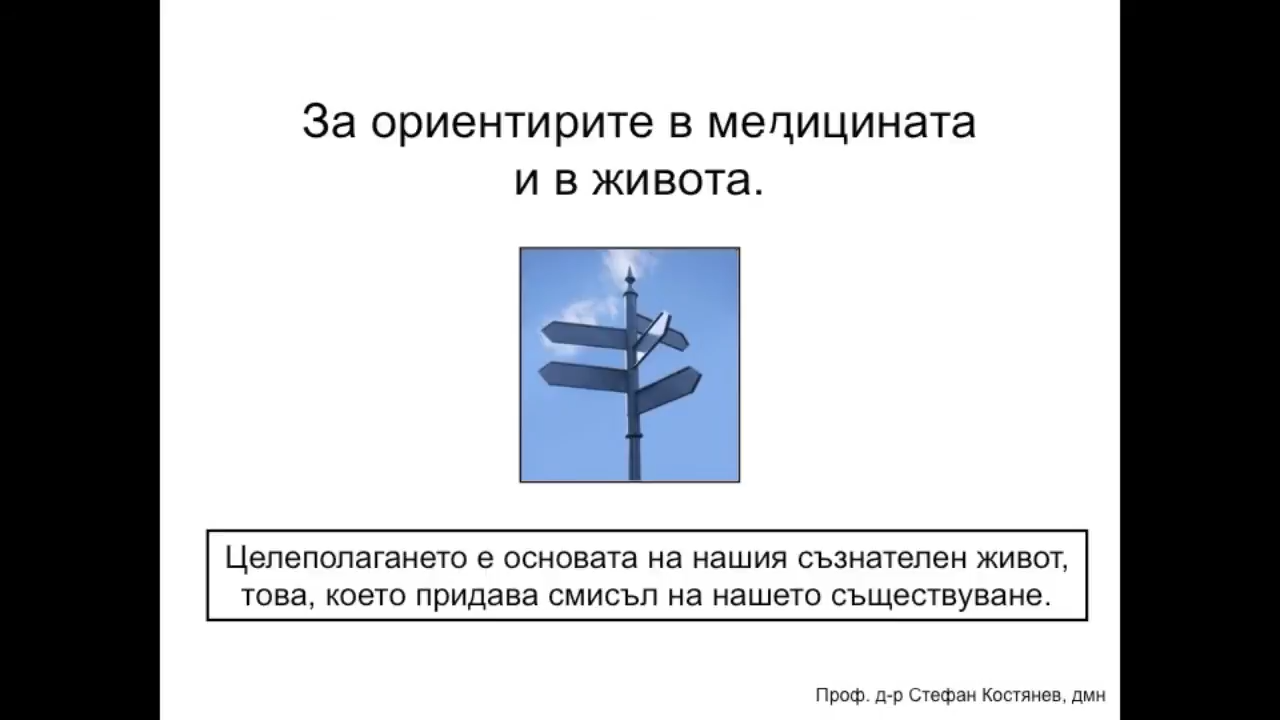 За ориентирите в медицината
и в живота.
Целеполагането е основата на нашия съзнателен живот,
това, което придава смисъл на нашето съществуване.
Проф. д-р Стефан Костянев, дмн